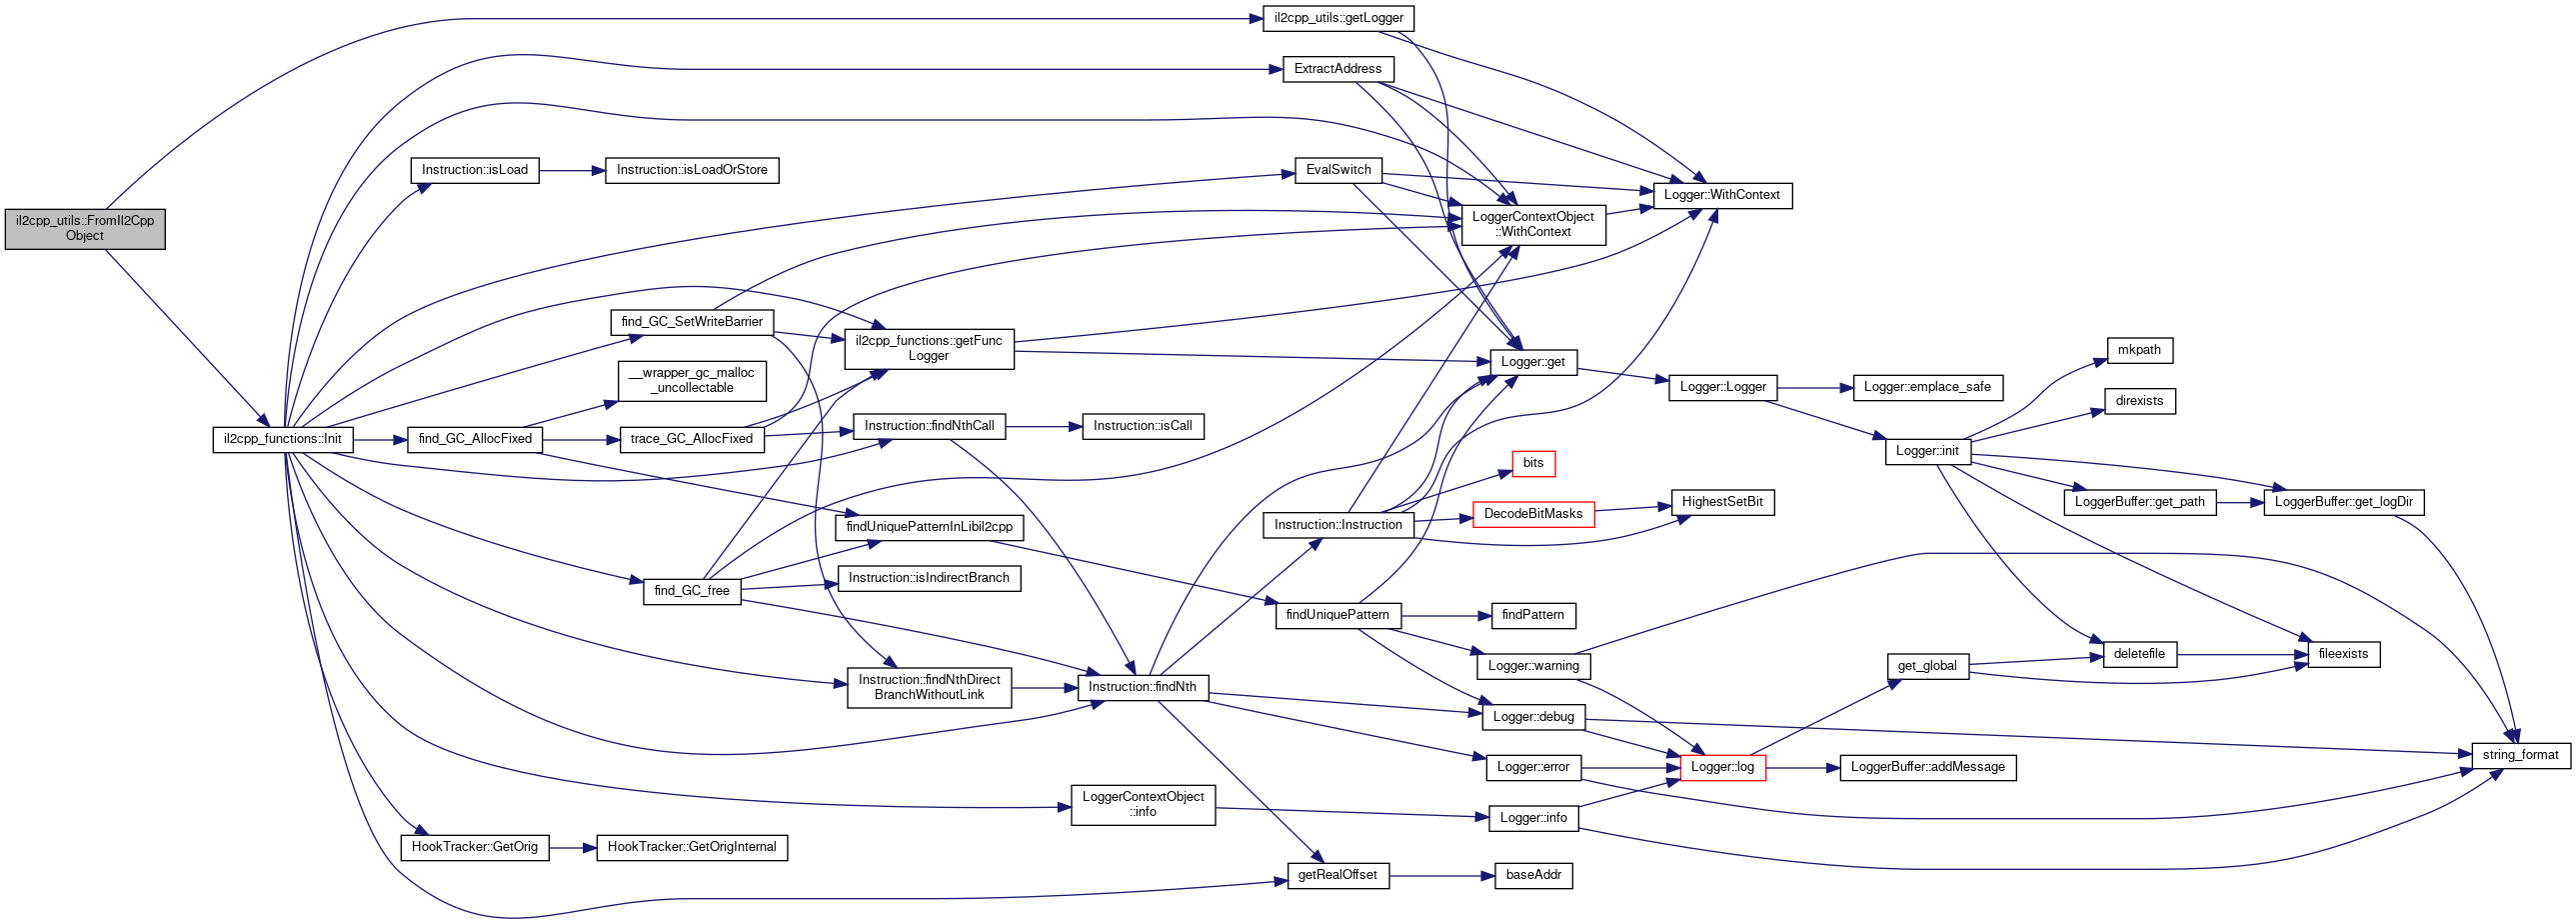 il2cpp_utils::FromIl2Cpp
Object
il2cpp_functions::Init
Instruction::isLoad
Instruction::isLoadOrStore
find_GC_SetWriteBarrier
__wrapper_gc_malloc
_uncollectable
find_GC_AllocFixed
trace_GC_AllocFixed
find_GC_free
HookTracker::GetOrig
HookTracker::GetOrigInternal
il2cpp_functions::getFunc
Logger
Instruction::findNthCall
Instruction::isCall
findUniquePatternInLibil2cpp
Instruction::isIndirectBranch
Instruction::findNthDirect
BranchWithoutLink
Instruction::findNth
LoggerContextObject
::info
il2cpp_utils::getLogger
ExtractAddress
EvalSwitch
LoggerContextObject
::WithContext
Logger::WithContext
Logger::get
Logger::Logger
Logger::emplace_safe
bits
Instruction::Instruction
DecodeBitMasks
HighestSetBit
findUniquePattern
findPattern
Logger::warning
Logger::debug
Logger::error
Logger::log
LoggerBuffer::addMessage
Logger::info
getRealOffset
baseAddr
Logger::init
mkpath
direxists
LoggerBuffer::get_path
LoggerBuffer::get_logDir
get_global
deletefile
fileexists
string_format